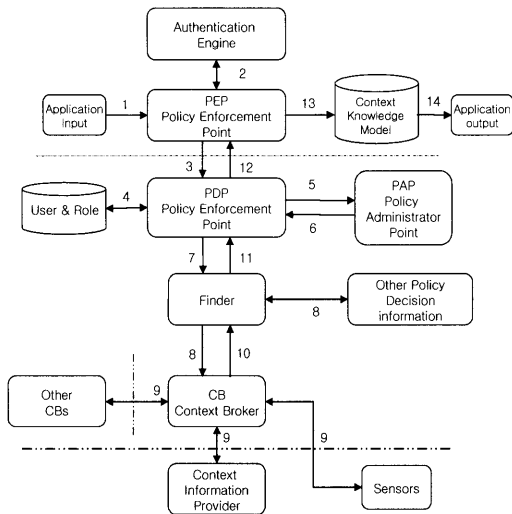 Authentication
Engine
2
Application
input
1
PEP
Policy Enforcement
Point
13
Context
Knowledge
Model
14
Application
output
3
12
User & Role
4
PDP
Policy Enforcement
Point
5
6
PAP
Policy
Administrator
Point
7
11
Finder
8
Other Policy
Decision
information
8
10
Other
CBs
9
CB
Context Broker
9
9
Context
Information
Provider
Sensors